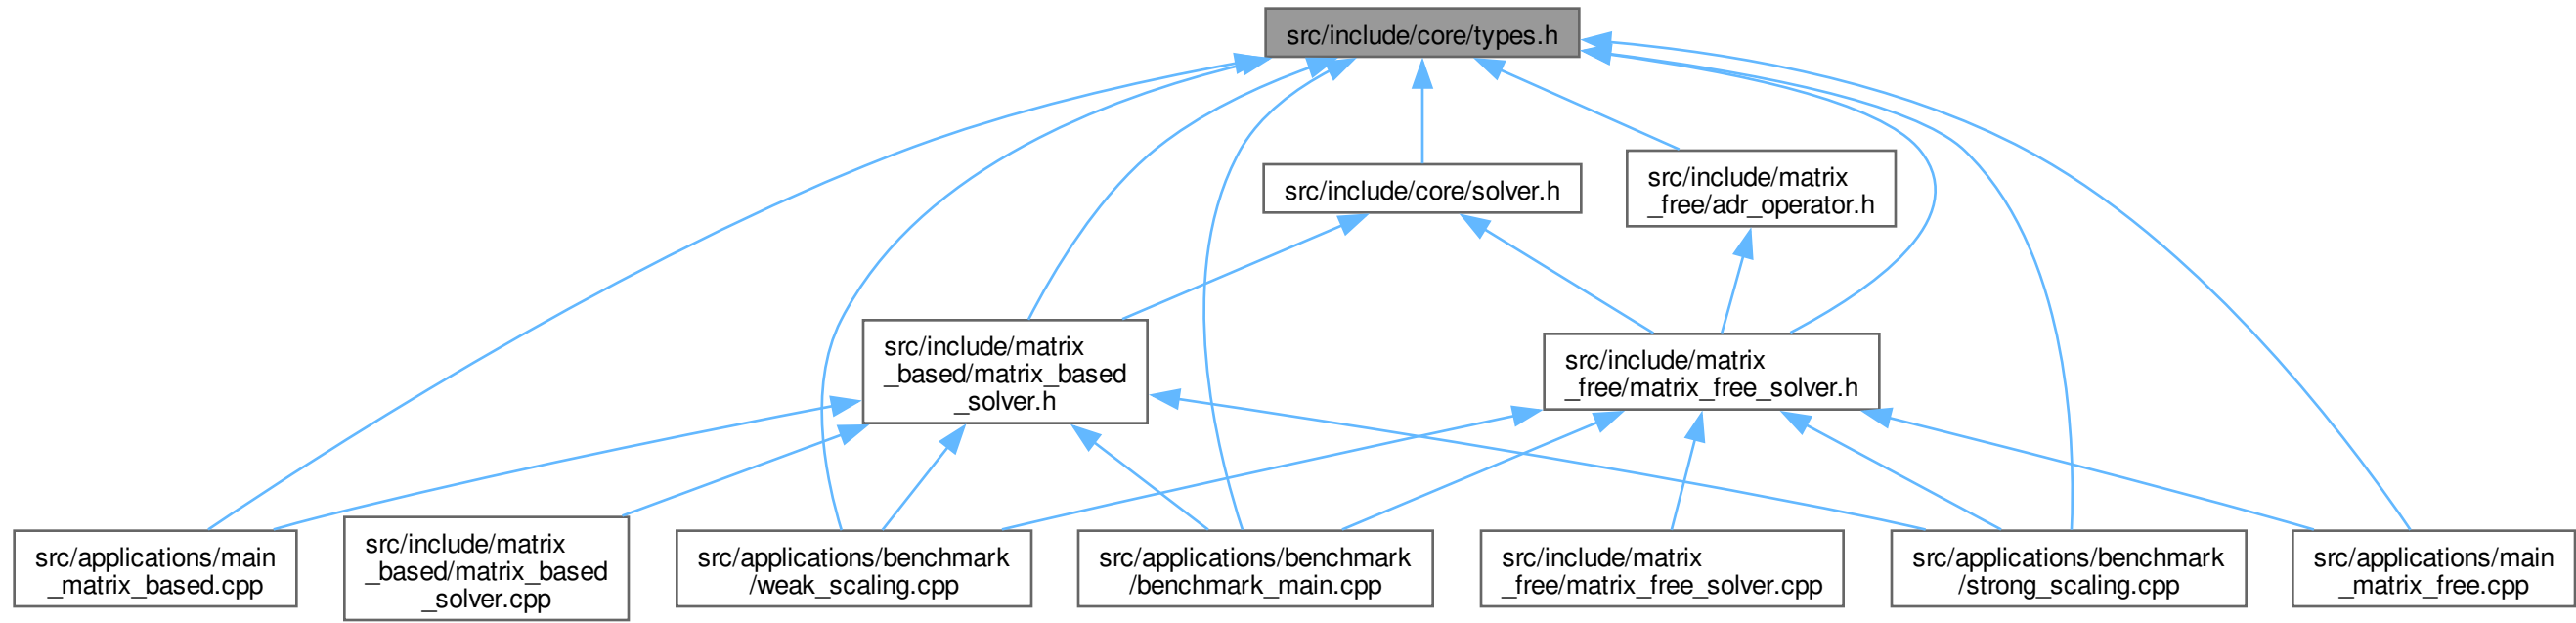 src/include/core/types.h
src/include/core/solver.h
src/include/matrix
_free/adr_operator.h
src/include/matrix
_based/matrix_based
_solver.h
src/include/matrix
_free/matrix_free_solver.h
src/applications/main
_matrix_based.cpp
src/include/matrix
_based/matrix_based
_solver.cpp
src/applications/benchmark
/weak_scaling.cpp
src/applications/benchmark
/benchmark_main.cpp
src/include/matrix
_free/matrix_free_solver.cpp
src/applications/benchmark
/strong_scaling.cpp
src/applications/main
_matrix_free.cpp